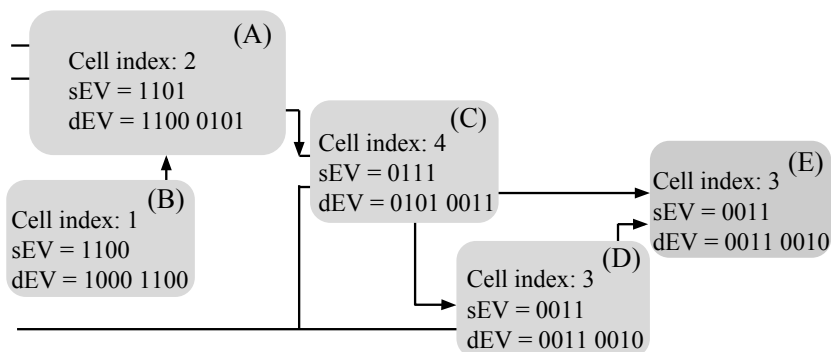 (A)
Cell index: 2
sEV = 1101
dEV = 1100 0101
(B)
Cell index: 1
sEV = 1100
dEV = 1000 1100
(C)
Cell index: 4
sEV = 0111
dEV = 0101 0011
(D)
Cell index: 3
sEV = 0011
dEV = 0011 0010
(E)
Cell index: 3
sEV = 0011
dEV = 0011 0010